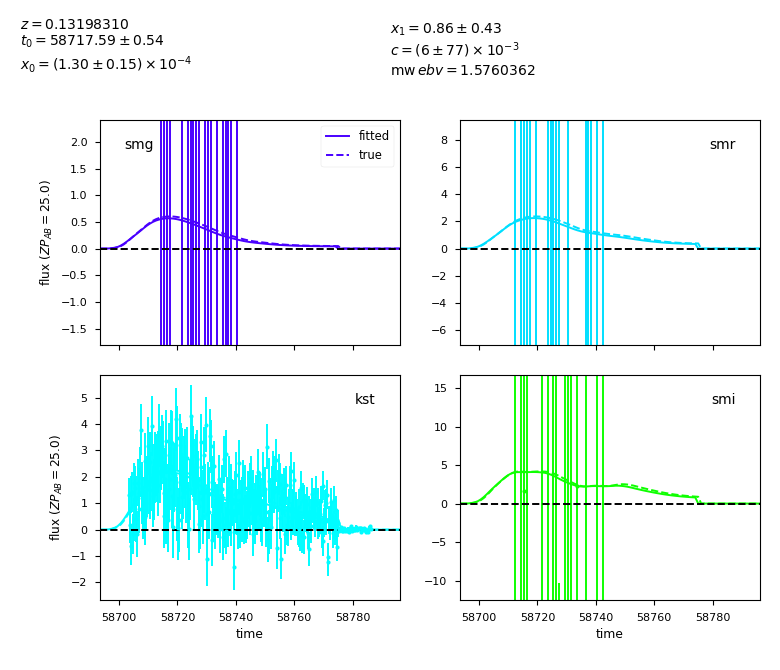 z = 0.13198310
t₀ = 58717.59 ± 0.54
x₀ = (1.30 ± 0.15) × 10⁻⁴
x₁ = 0.86 ± 0.43
c = (6 ± 77) × 10⁻³
mw ebv = 1.5760362
smg
fitted
true
2.0
1.5
1.0
0.5
0.0
−0.5
−1.0
−1.5
flux (ZP_AB = 25.0)
smr
8
6
4
2
0
−2
−4
−6
kst
5
4
3
2
1
0
−1
−2
flux (ZP_AB = 25.0)
58700 58720 58740 58760 58780
time
smi
15
10
5
0
−5
−10
58700 58720 58740 58760 58780
time